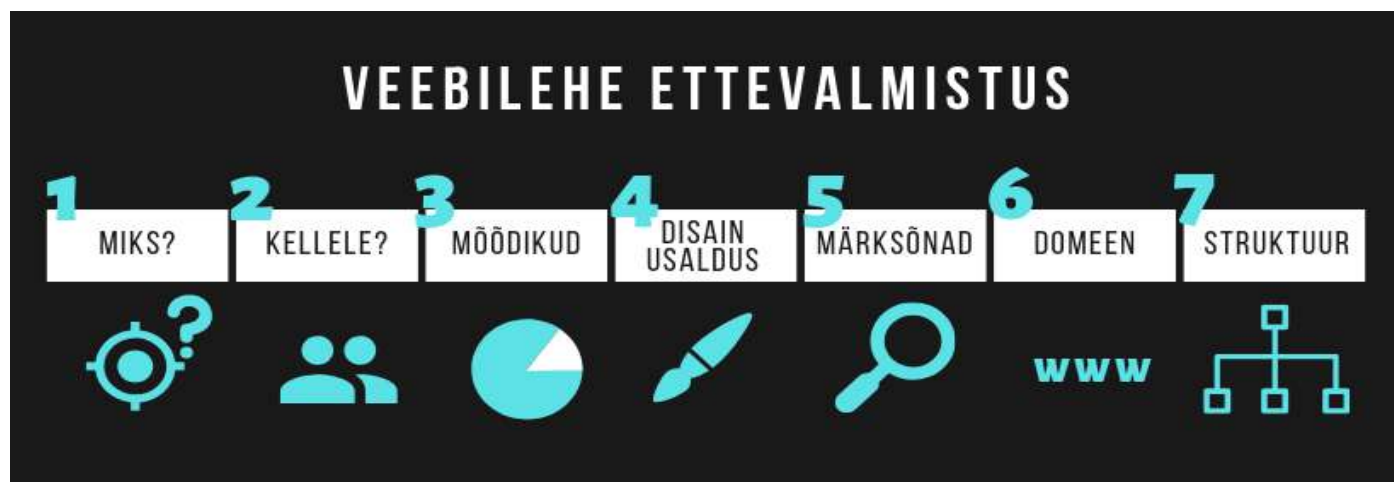 VEEBILEHE ETTEVALMISTUS
1
MIKS?
2
KELLELE?
3
MÕÕDIKUD
4
DISAIN
USALDUS
5
MÄRKSÕNAD
6
DOMEEN
7
STRUKTUUR
?
www